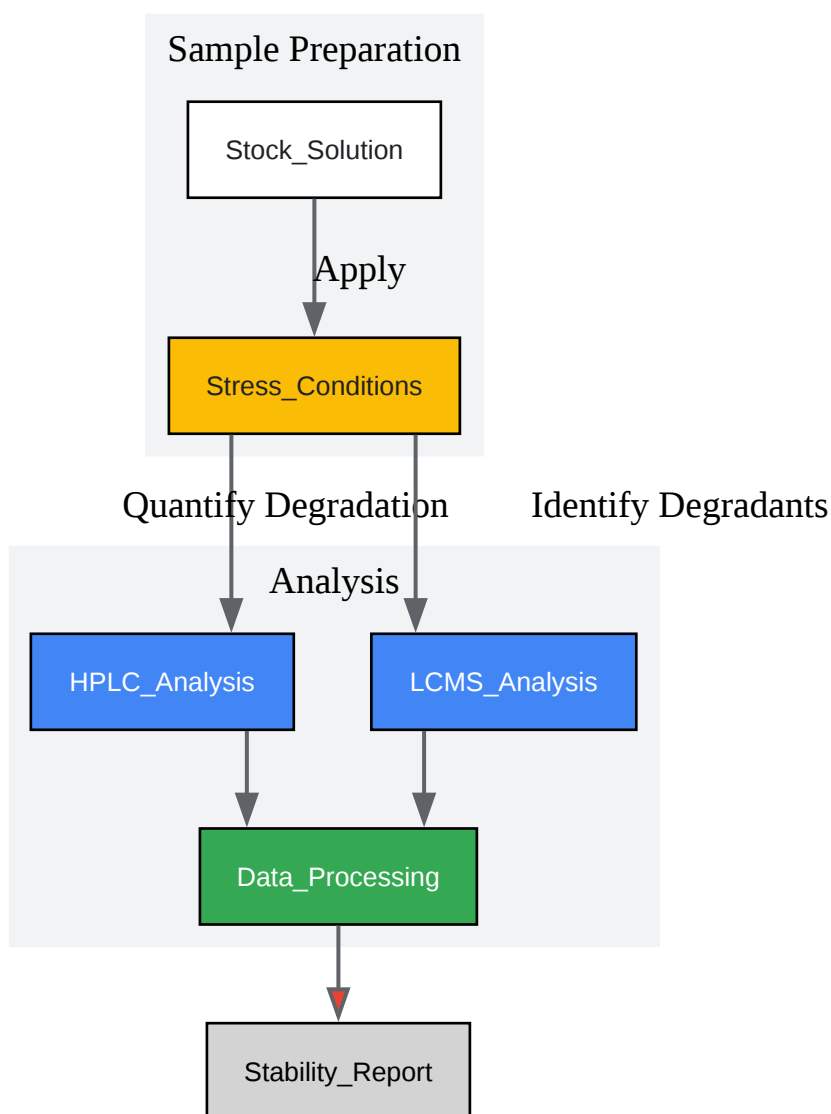 Sample Preparation
Stock_Solution
Apply
Stress_Conditions
Quantify Degradation
Identify Degradants
Analysis
HPLC_Analysis
LCMS_Analysis
Data_Processing
Stability_Report